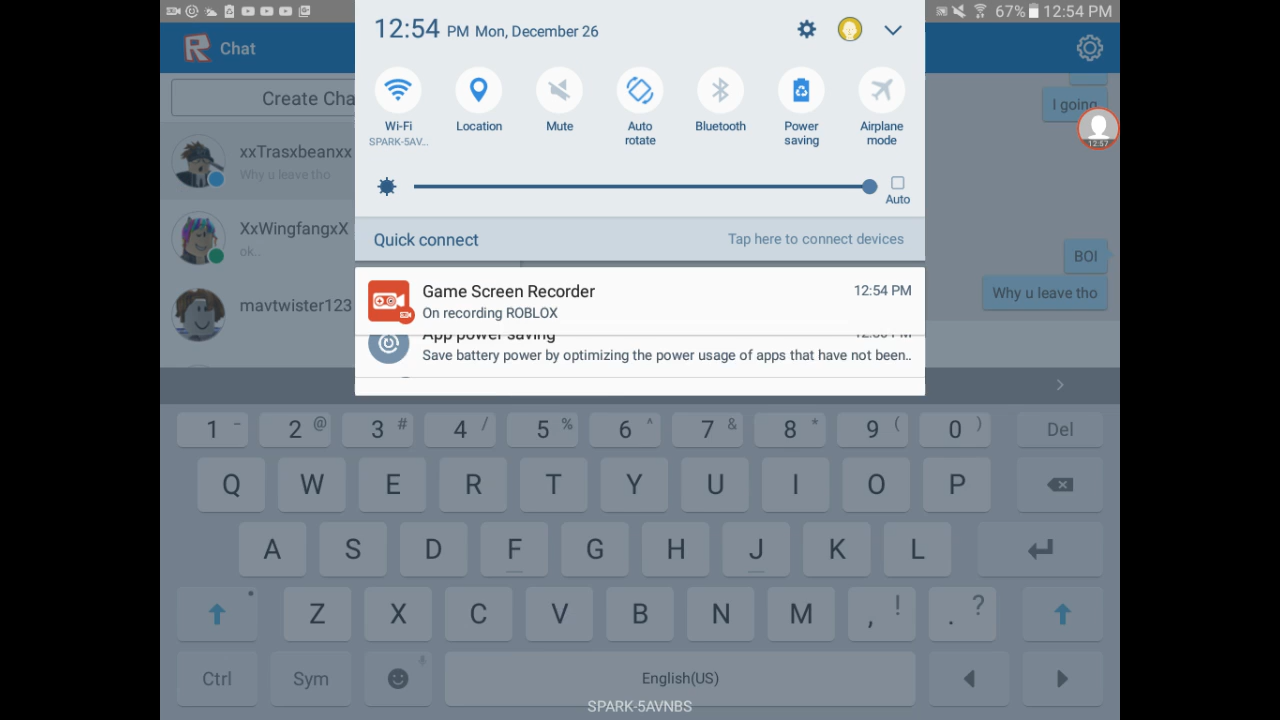 67% 12:54 PM
12:54 PM Mon, December 26
R Chat
Create Cha
I going
12:57
Wi-Fi
SPARK-5AV...
Location
Mute
Auto
rotate
Bluetooth
Power
saving
Airplane
mode
Auto
xxTrasxbeanxx
Why u leave tho
XxWingfangxX
ok..
mavtwister123
Quick connect
Tap here to connect devices
BOI
Why u leave tho
Game Screen Recorder
12:54 PM
On recording ROBLOX
App power saving
Save battery power by optimizing the power usage of apps that have not been..
1 - 2 @ 3 # 4 / 5 % 6 ^ 7 & 8 * 9 ( 0 ) Del
Q W E R T Y U I O P
A S D F G H J K L
Z X C V B N M , ! . ?
Ctrl Sym English(US)
SPARK-5AVNBS